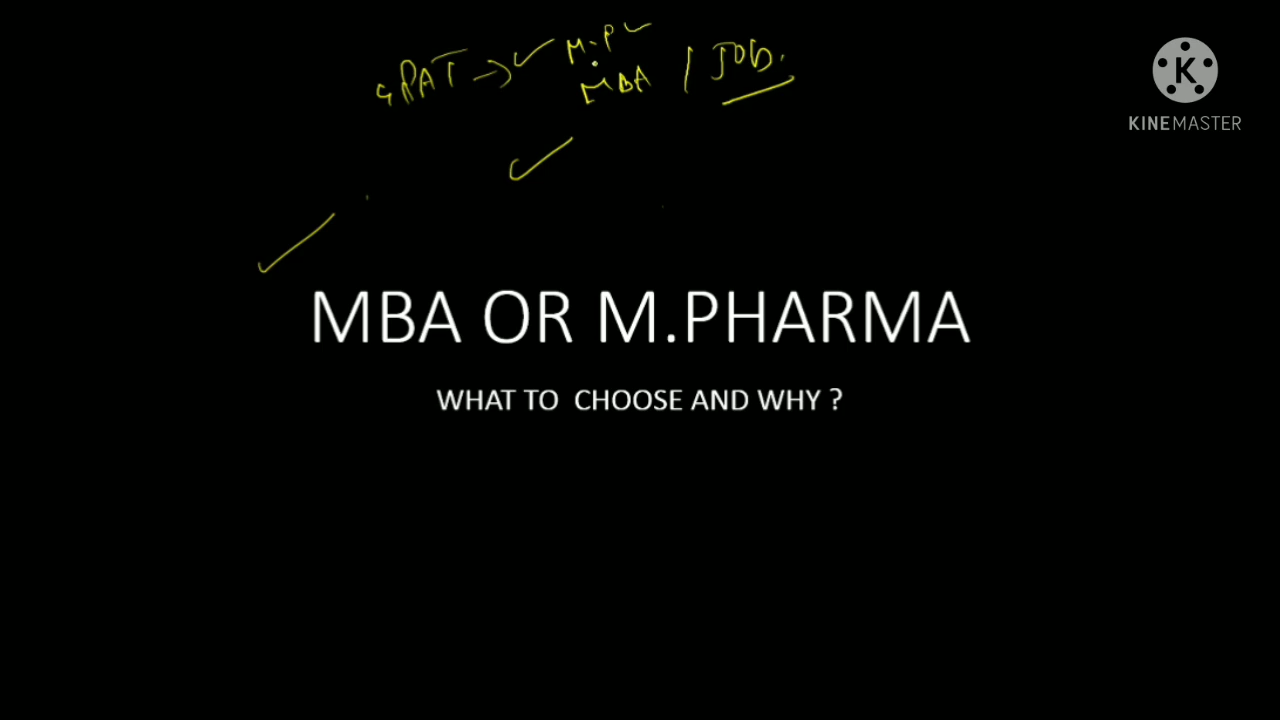 GPAT → M.P
MBA / JOB.
KINEMASTER
MBA OR M.PHARMA
WHAT TO CHOOSE AND WHY ?